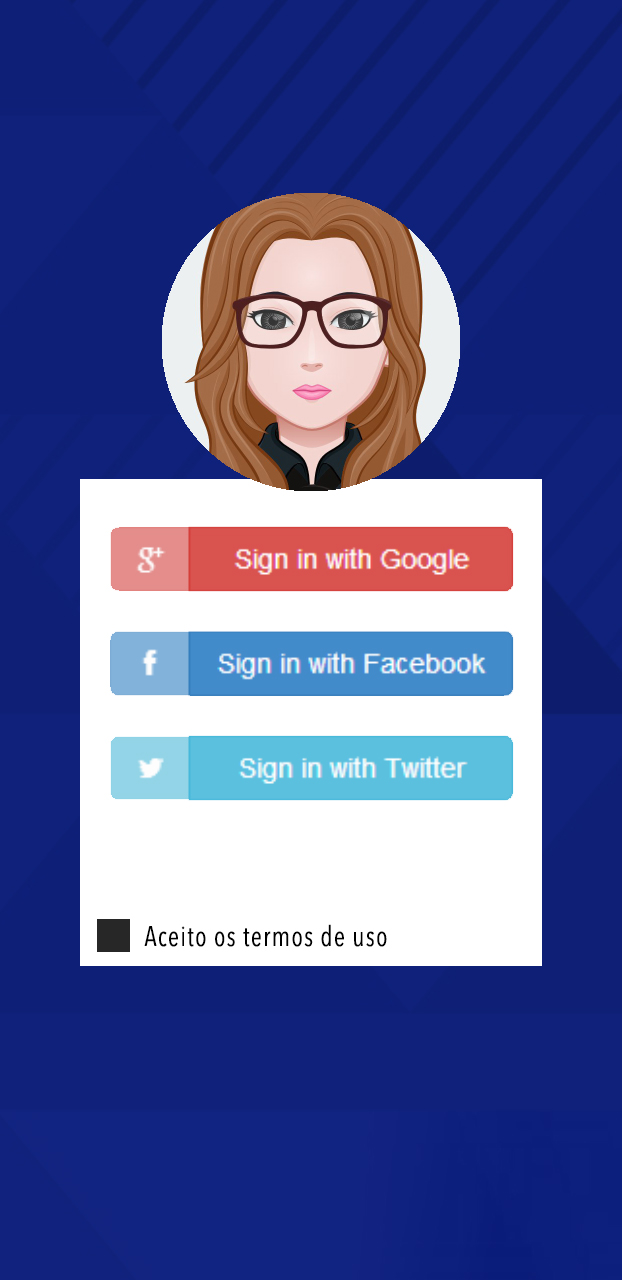 g+ Sign in with Google
f Sign in with Facebook
Sign in with Twitter
Aceito os termos de uso